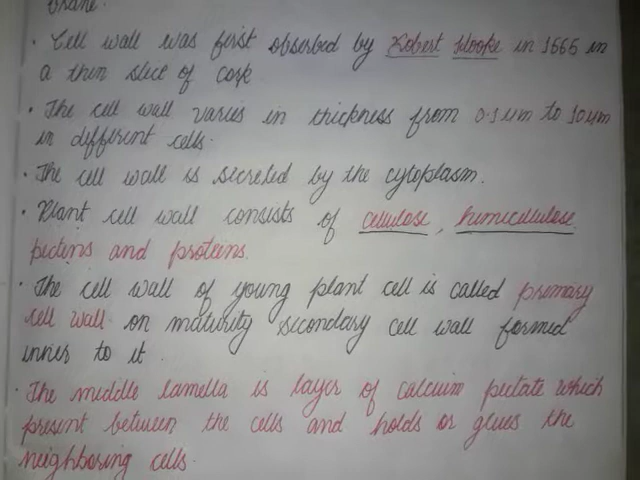 brane.
· Cell wall was first observed by Robert Hooke in 1665 in
a thin slice of cork
· The cell wall varies in thickness from 0.1 um to 10 um
in different cells.
· The cell wall is secreted by the cytoplasm.
· Plant cell wall consists of cellulose, hemicellulose,
pectens and proteins.
· The cell wall of young plant cell is called premary
cell wall on maturity secondary cell wall formed
inner to it.
· The middle lamella is layer of calcium pectate which
present between the cells and holds or glues the
neighboring cells.